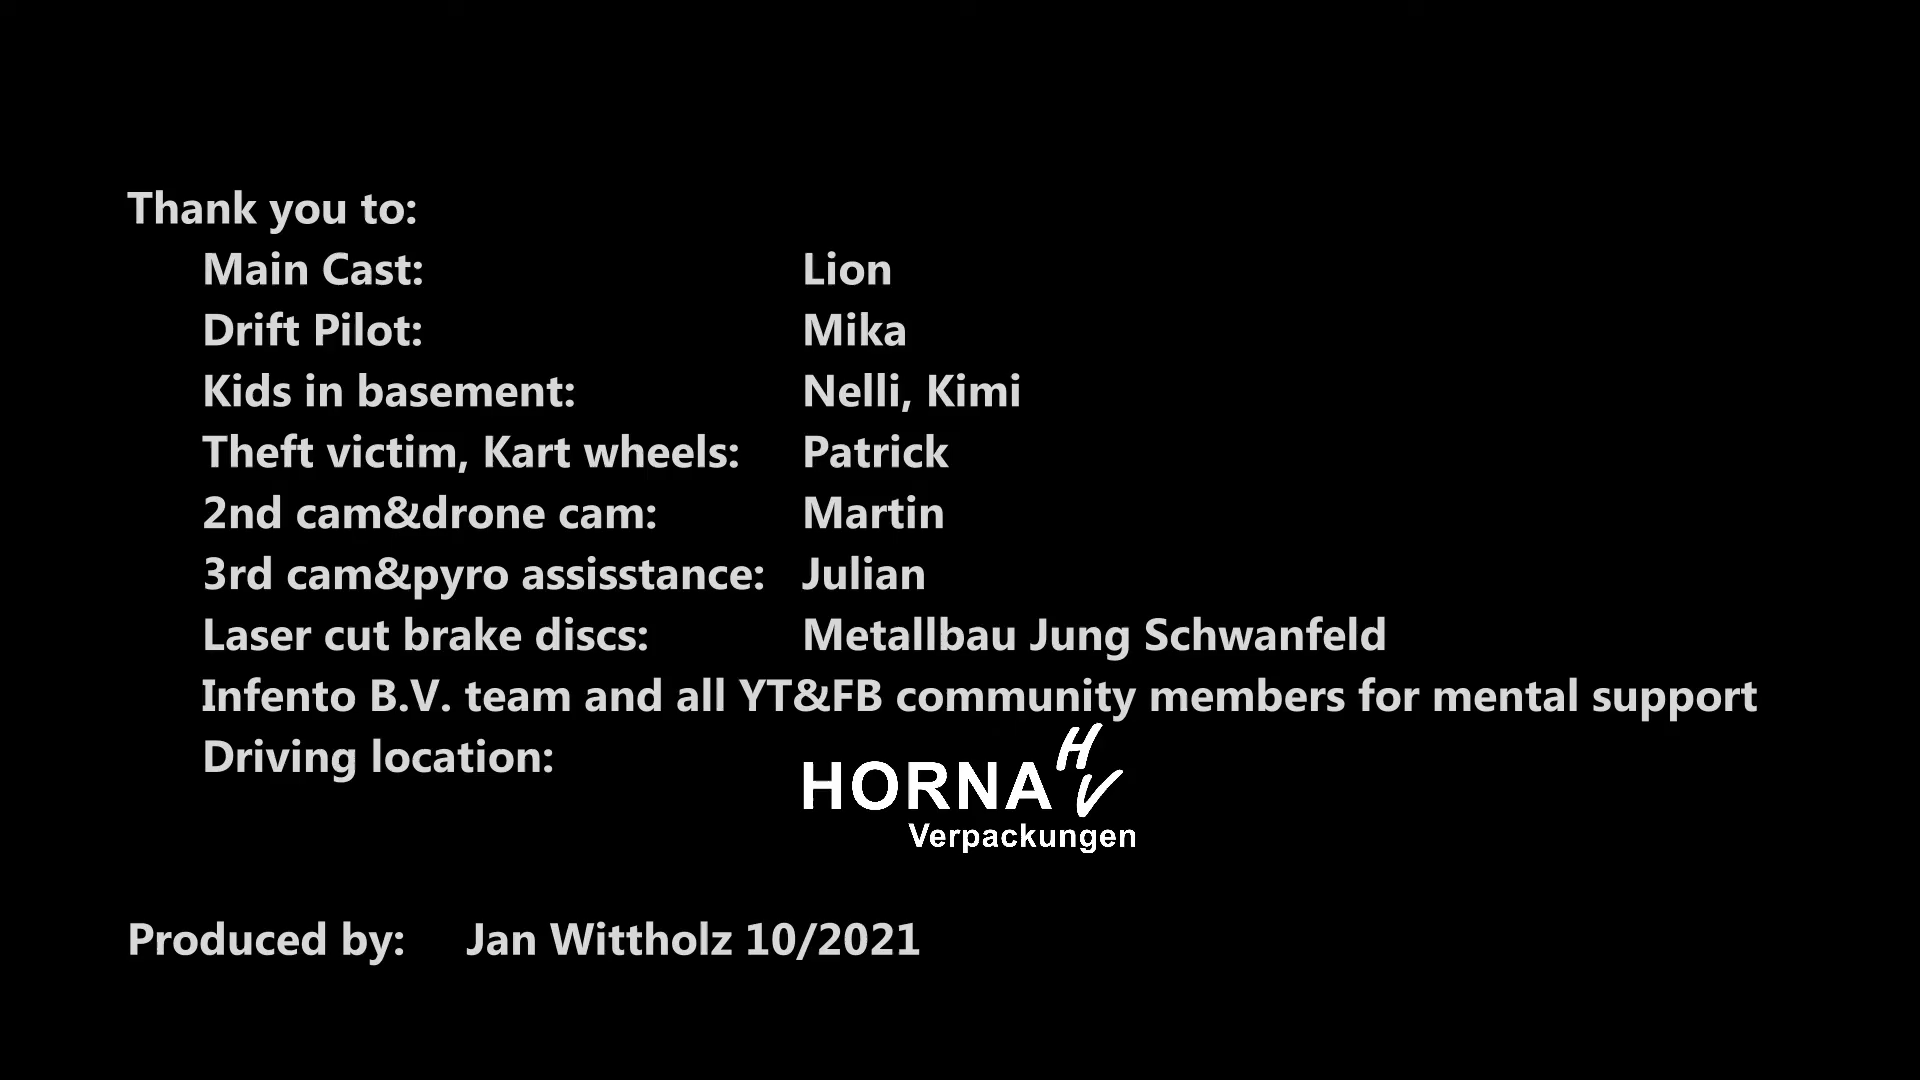 Thank you to:
Main Cast: Lion
Drift Pilot: Mika
Kids in basement: Nelli, Kimi
Theft victim, Kart wheels: Patrick
2nd cam&drone cam: Martin
3rd cam&pyro assisstance: Julian
Laser cut brake discs: Metallbau Jung Schwanfeld
Infento B.V. team and all YT&FB community members for mental support
Driving location: HORNA HV
Verpackungen
Produced by: Jan Wittholz 10/2021